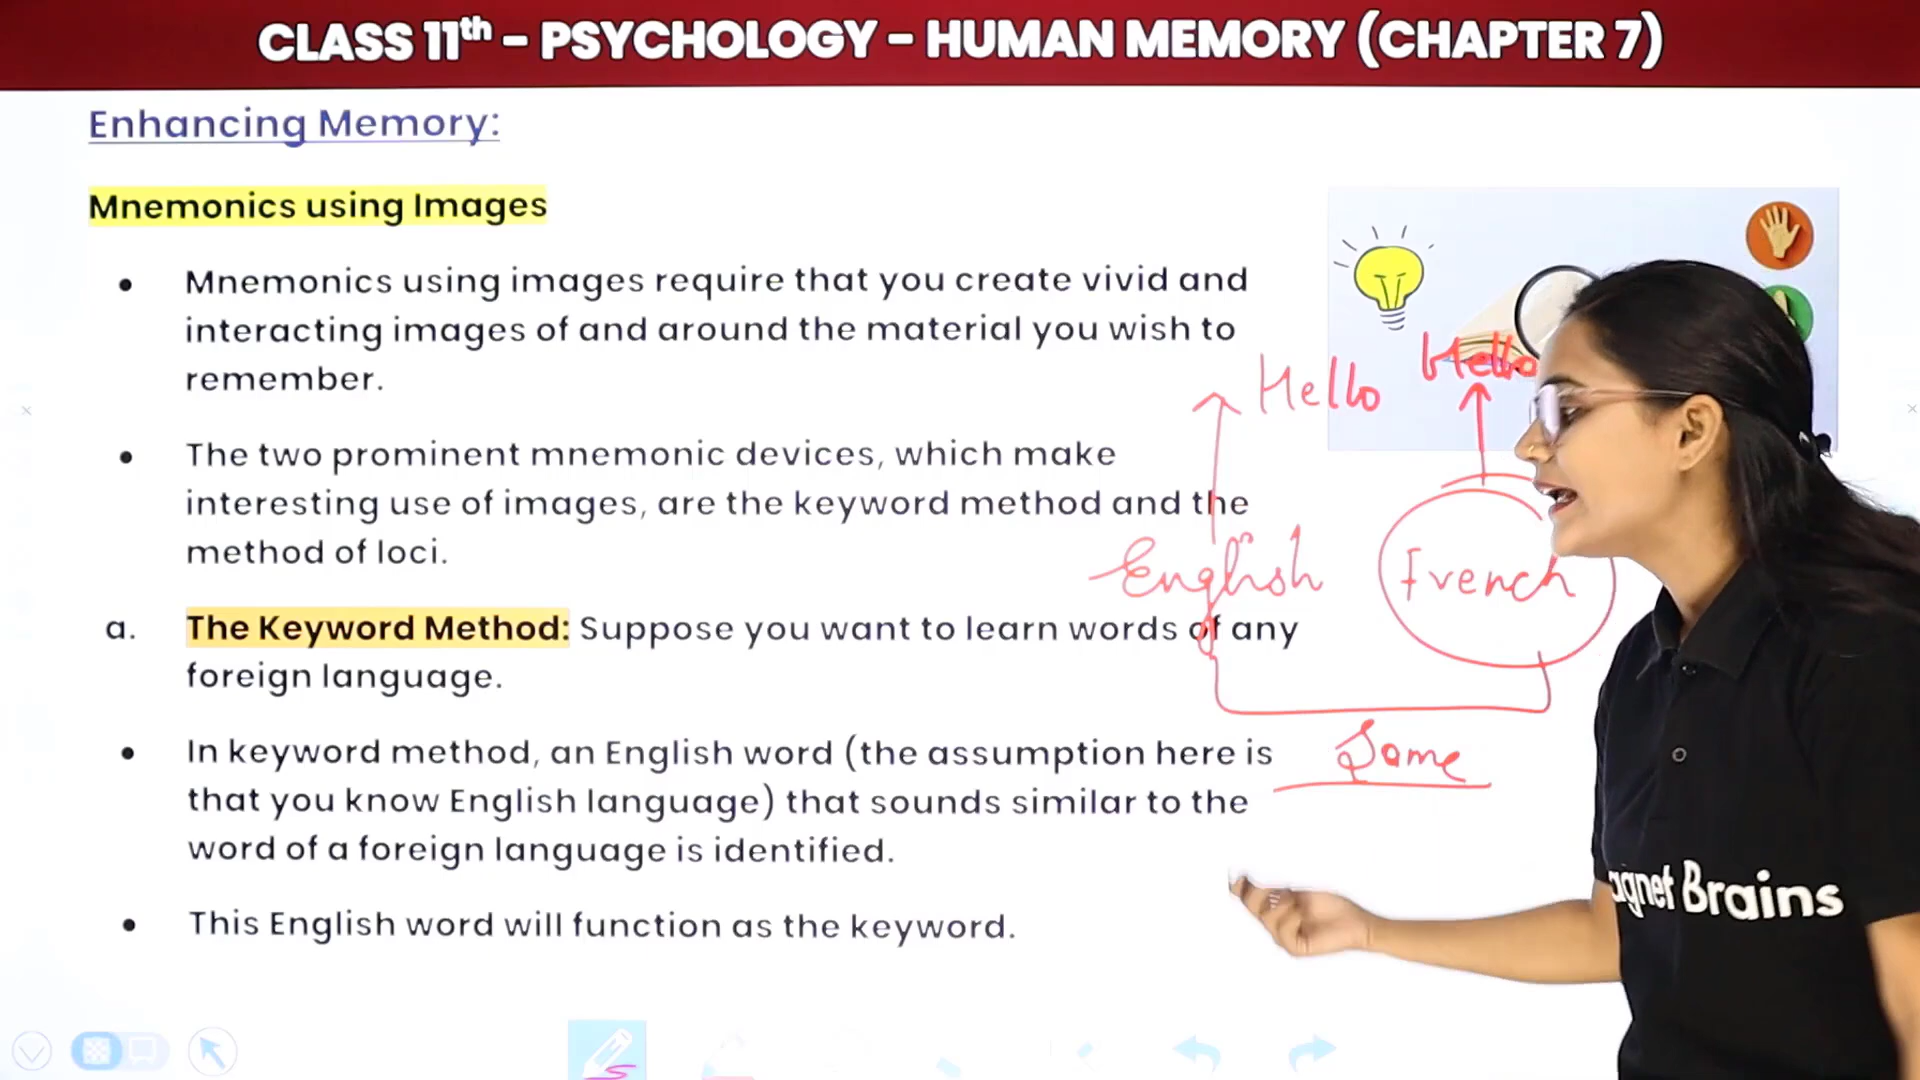 CLASS 11th - PSYCHOLOGY - HUMAN MEMORY (CHAPTER 7)
Enhancing Memory:
Mnemonics using Images
• Mnemonics using images require that you create vivid and
interacting images of and around the material you wish to
remember.
Hello
Hello
• The two prominent mnemonic devices, which make
interesting use of images, are the keyword method and the
method of loci.
English
French
a. The Keyword Method: Suppose you want to learn words of any
foreign language.
• In keyword method, an English word (the assumption here is
Same
that you know English language) that sounds similar to the
word of a foreign language is identified.
agnet Brains
• This English word will function as the keyword.